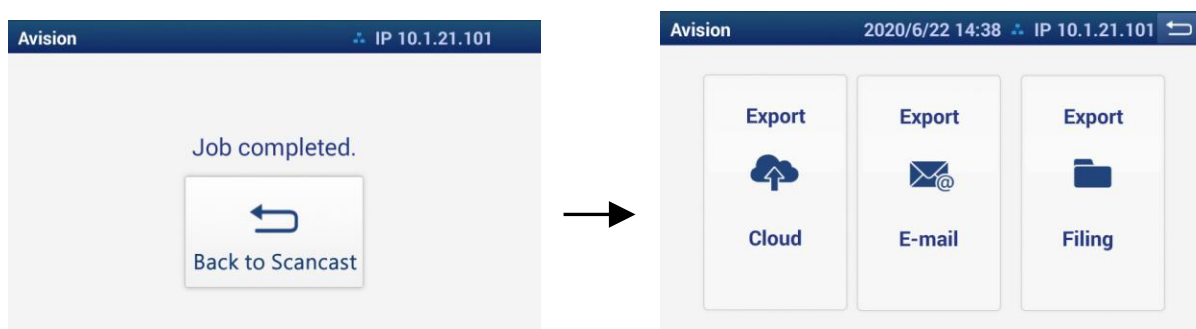 Avision IP 10.1.21.101
Job completed.
Back to Scancast
Avision 2020/6/22 14:38 IP 10.1.21.101
Export Export Export
@
Cloud E-mail Filing